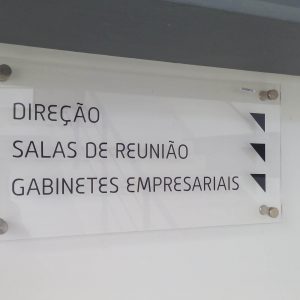 DIREÇÃO
SALAS DE REUNIÃO
GABINETES EMPRESARIAIS